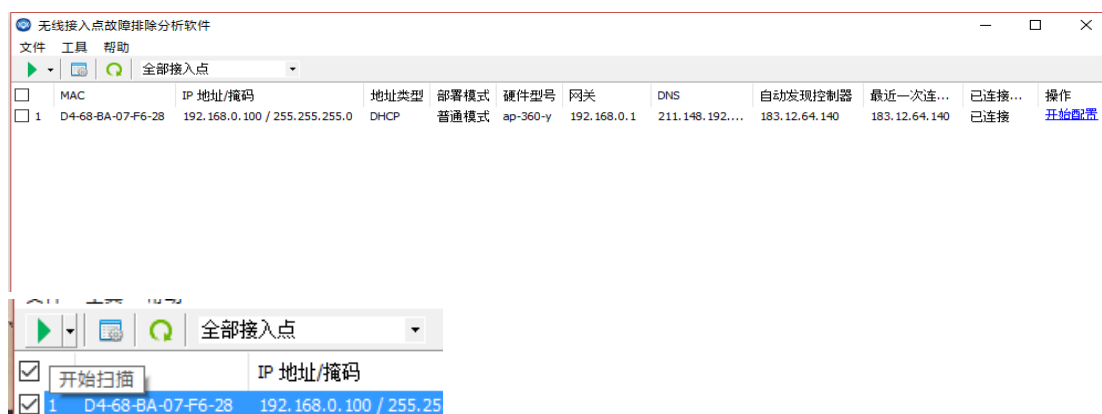 无线接入点故障排除分析软件
文件 工具 帮助
全部接入点
MAC IP 地址/掩码 地址类型 部署模式 硬件型号 网关 DNS 自动发现控制器 最近一次连... 已连接... 操作
1 D4-68-BA-07-F6-28 192.168.0.100 / 255.255.255.0 DHCP 普通模式 ap-360-y 192.168.0.1 211.148.192.... 183.12.64.140 183.12.64.140 已连接 开始配置
全部接入点
IP 地址/掩码
开始扫描
1 D4-68-BA-07-F6-28 192.168.0.100 / 255.25